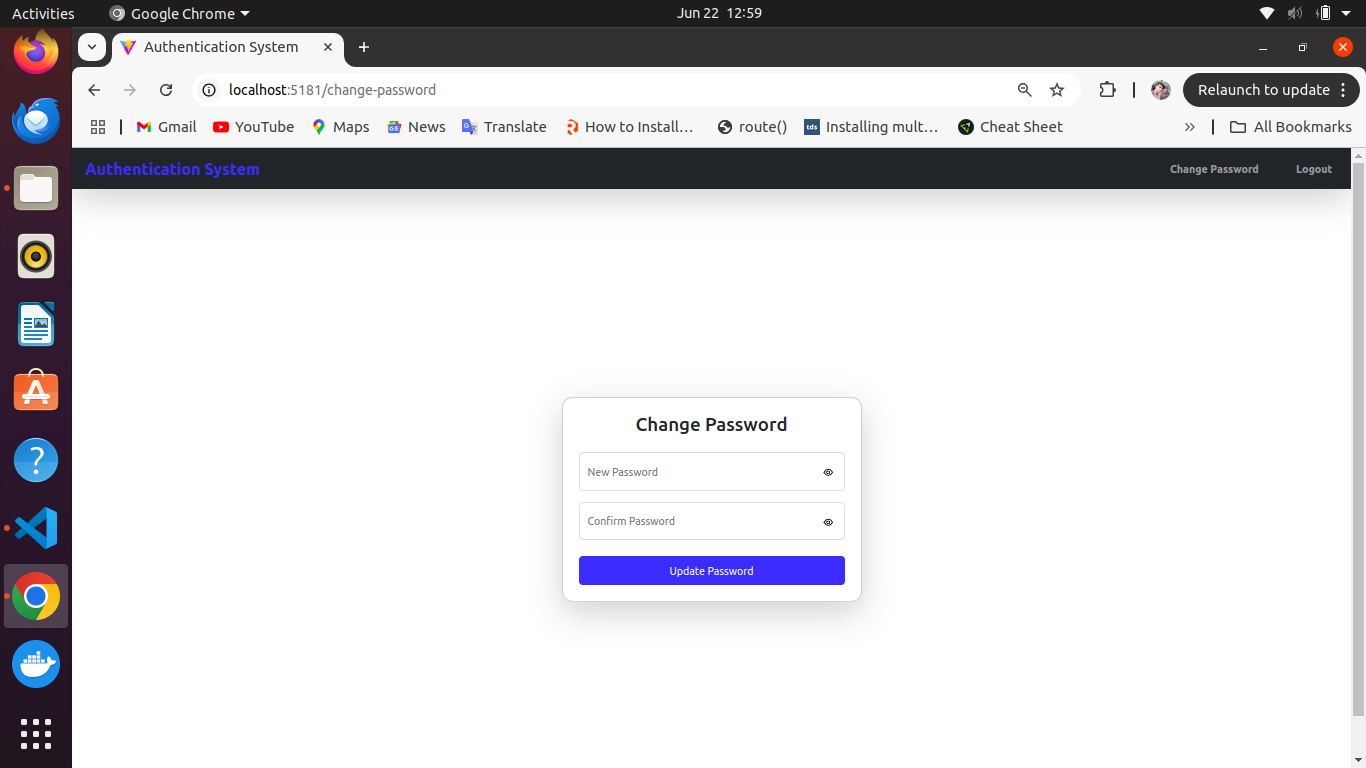 Activities
Google Chrome
Jun 22 12:59
Authentication System
localhost:5181/change-password
Relaunch to update
Gmail
YouTube
Maps
News
Translate
How to Install…
route()
tds
Installing mult…
Cheat Sheet
»
All Bookmarks
Authentication System
Change Password
Logout
Change Password
New Password
Confirm Password
Update Password